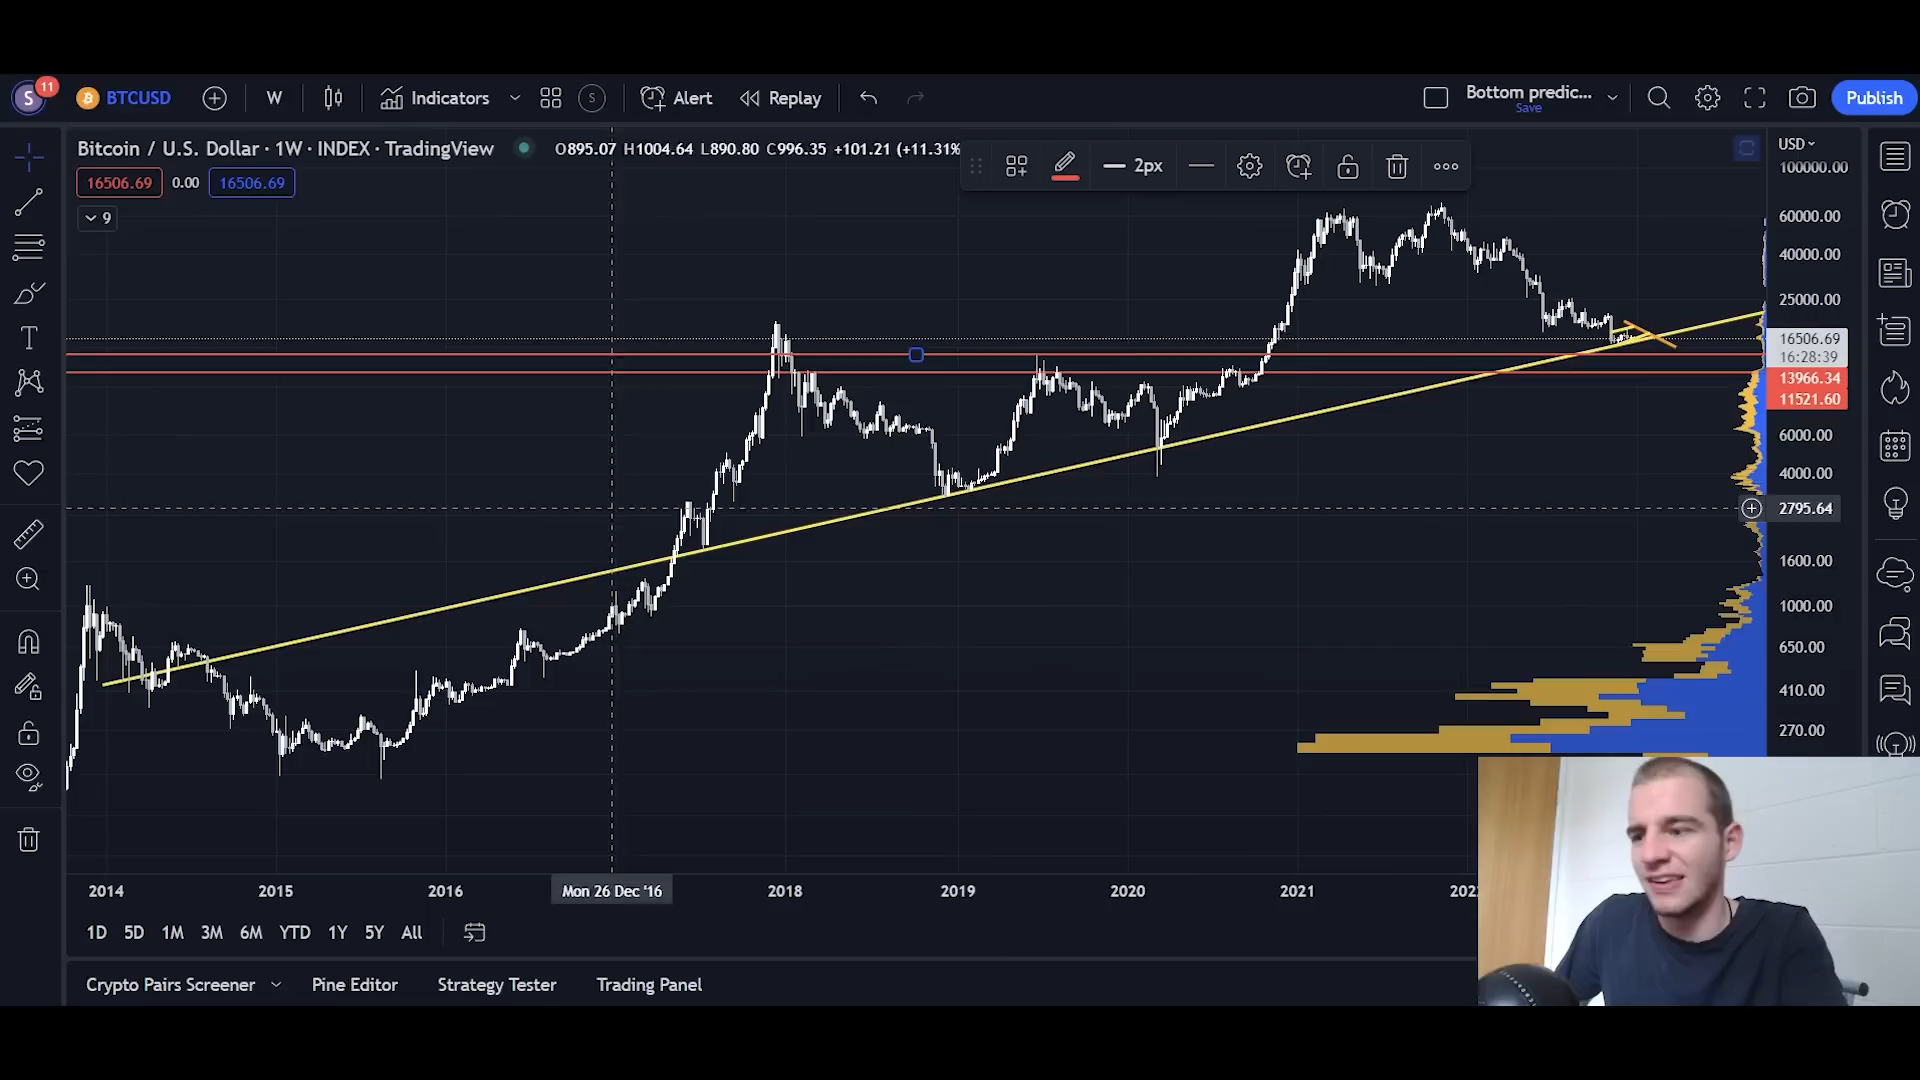 S 11 BTCUSD W Indicators S Alert Replay Bottom predic... Save Publish
Bitcoin / U.S. Dollar · 1W · INDEX · TradingView O895.07 H1004.64 L890.80 C996.35 +101.21 (+11.31% 2px USD
16506.69 0.00 16506.69
9
100000.00
60000.00
40000.00
25000.00
16506.69
16:28:39
13966.34
11521.60
6000.00
4000.00
2795.64
1600.00
1000.00
650.00
410.00
270.00
2014 2015 2016 Mon 26 Dec '16 2018 2019 2020 2021
1D 5D 1M 3M 6M YTD 1Y 5Y All
Crypto Pairs Screener Pine Editor Strategy Tester Trading Panel